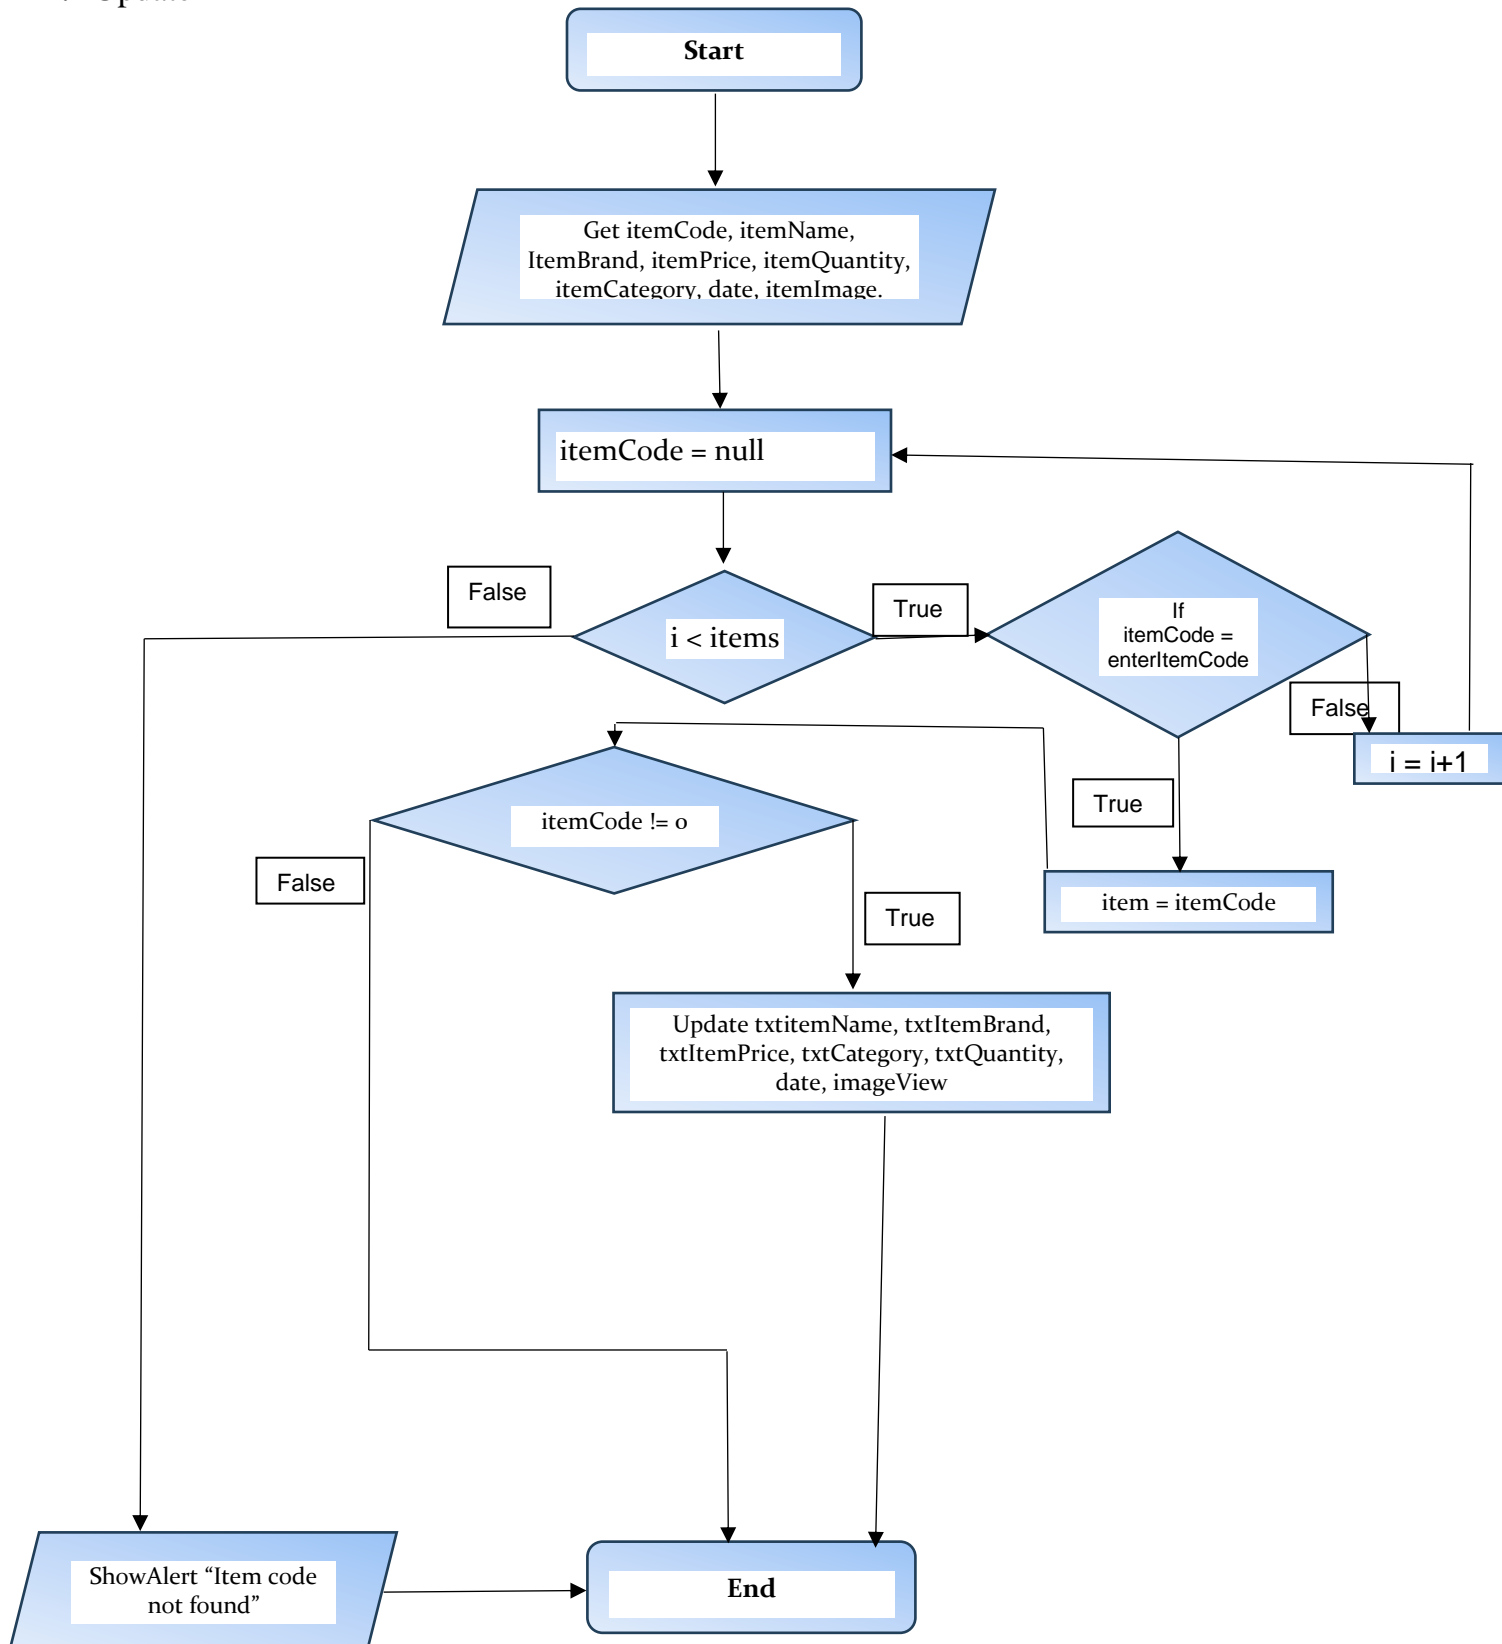 Update
Start
Get itemCode, itemName,
ItemBrand, itemPrice, itemQuantity,
itemCategory, date, itemImage.
itemCode = null
False
i < items
True
If
itemCode =
enterItemCode
False
i = i+1
True
itemCode != 0
False
True
item = itemCode
Update txtitemName, txtItemBrand,
txtItemPrice, txtCategory, txtQuantity,
date, imageView
ShowAlert “Item code
not found”
End